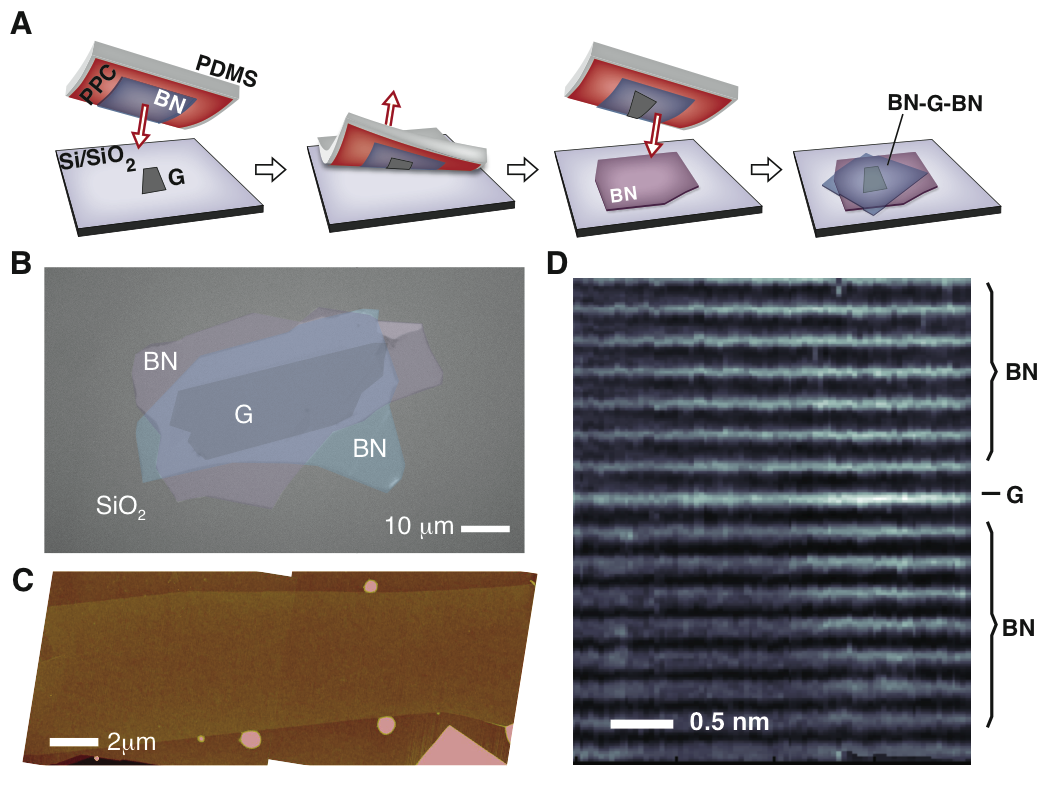 A
PPC
BN
PDMS
Si/SiO2
G
BN
BN-G-BN
B
BN
G
BN
SiO2
10 μm
C
2μm
D
BN
G
BN
0.5 nm